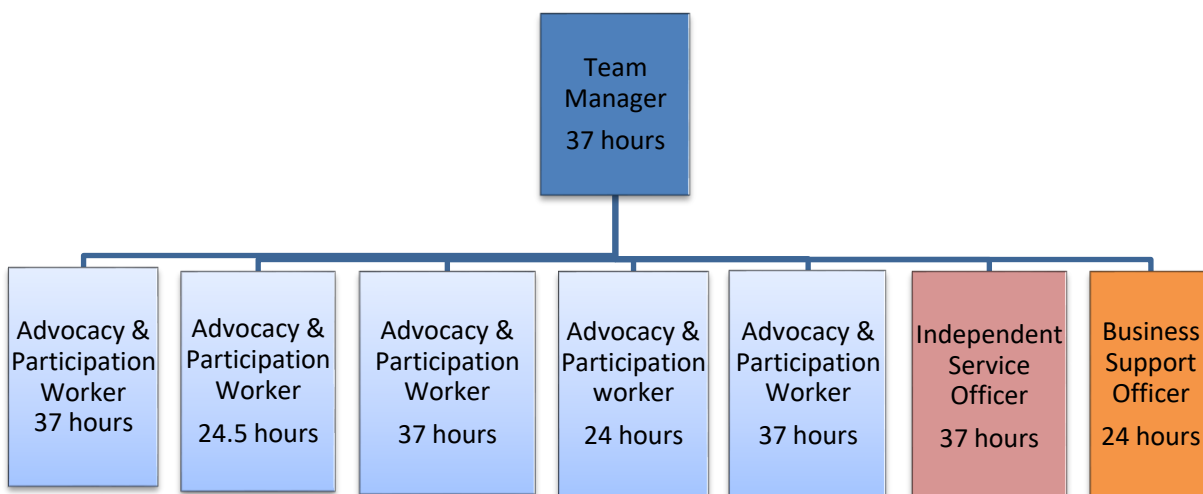 Team
Manager
37 hours
Advocacy &
Participation
Worker
37 hours
Advocacy &
Participation
Worker
24.5 hours
Advocacy &
Participation
Worker
37 hours
Advocacy &
Participation
worker
24 hours
Advocacy &
Participation
Worker
37 hours
Independent
Service
Officer
37 hours
Business
Support
Officer
24 hours